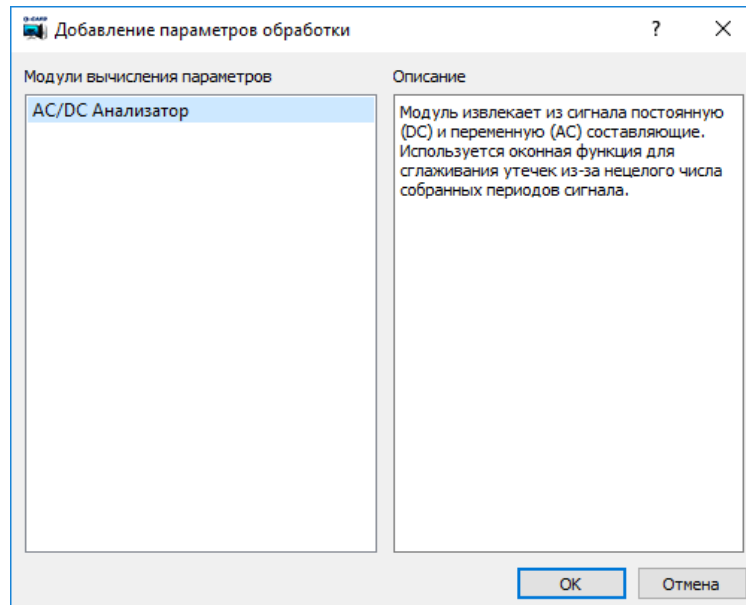 Q-CARD
Добавление параметров обработки
?
Модули вычисления параметров
Описание
AC/DC Анализатор
Модуль извлекает из сигнала постоянную
(DC) и переменную (AC) составляющие.
Используется оконная функция для
сглаживания утечек из-за нецелого числа
собранных периодов сигнала.
OK
Отмена